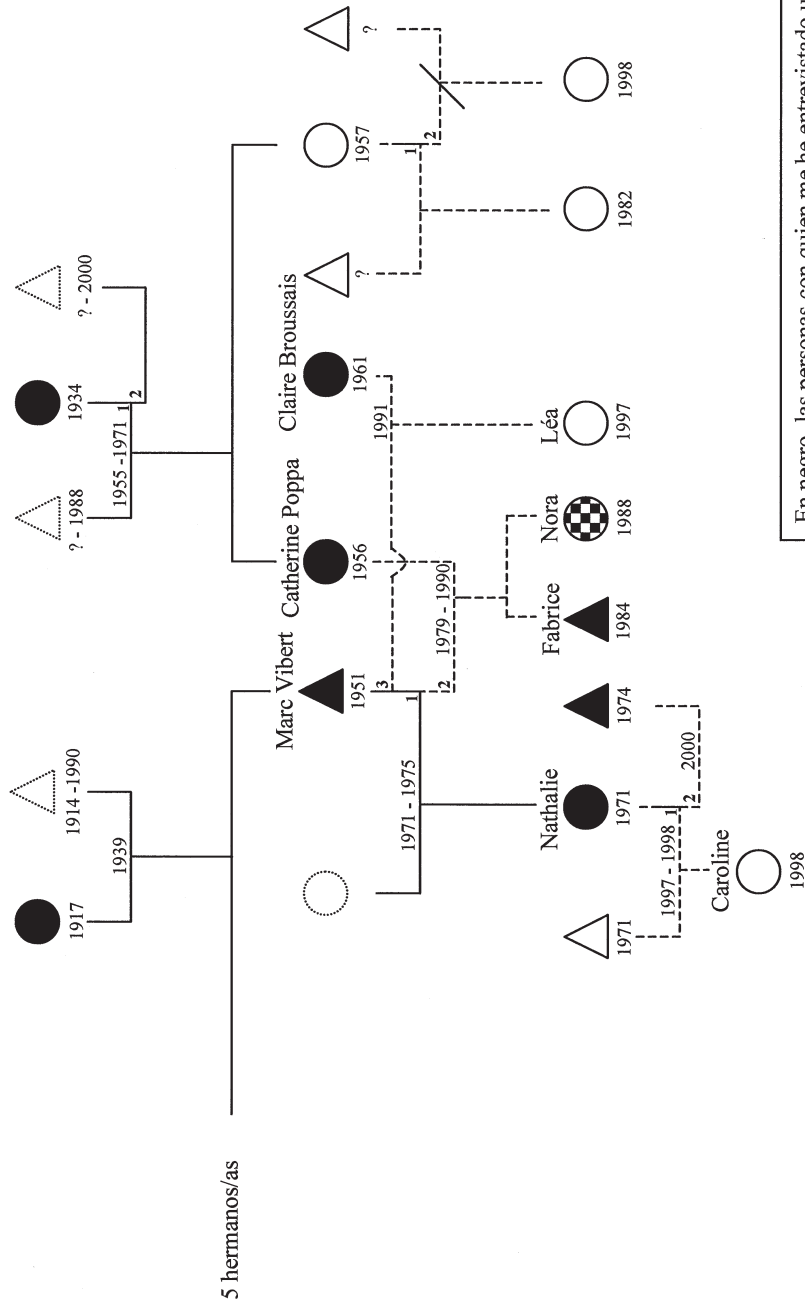 1917
1914 -1990
? - 1988
1934
? - 2000
1939
1955 -1971
1
2
5 hermanos/as
Marc Vibert
Catherine Poppa
Claire Broussais
1951
1956
1961
?
1957
?
3
1991
1
2
1971 - 1975
1
2
1979 - 1990
Nathalie
Fabrice
Nora
Léa
1971
1971
1974
1984
1988
1997
1982
1998
1997 - 1998
1
2
2000
Caroline
1998
En negro, las personas con quien me he entrevistado